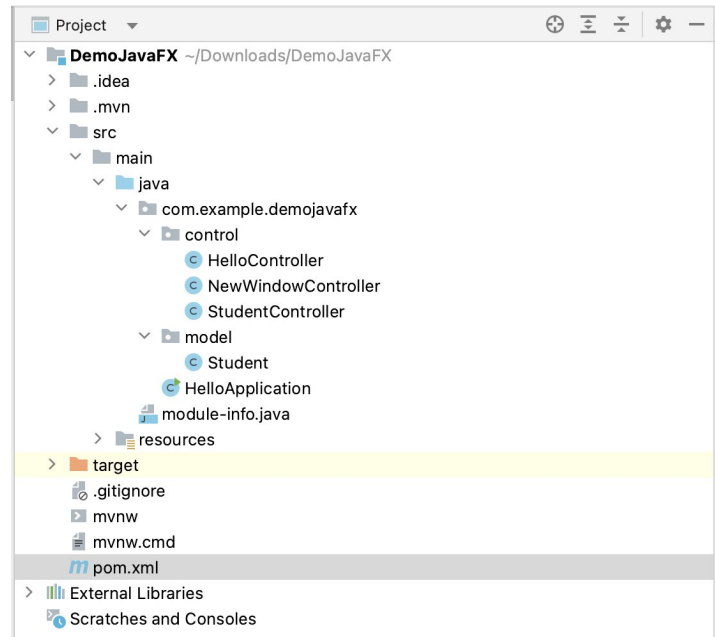 Project
DemoJavaFX ~/Downloads/DemoJavaFX
.idea
.mvn
src
main
java
com.example.demojavafx
control
HelloController
NewWindowController
StudentController
model
Student
HelloApplication
module-info.java
resources
target
.gitignore
mvnw
mvnw.cmd
pom.xml
External Libraries
Scratches and Consoles